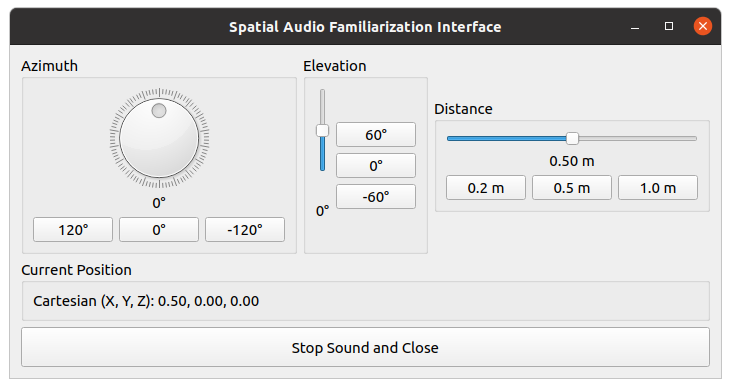 Spatial Audio Familiarization Interface
Azimuth
0°
120°
0°
-120°
Elevation
60°
0°
-60°
0°
Distance
0.50 m
0.2 m
0.5 m
1.0 m
Current Position
Cartesian (X, Y, Z): 0.50, 0.00, 0.00
Stop Sound and Close